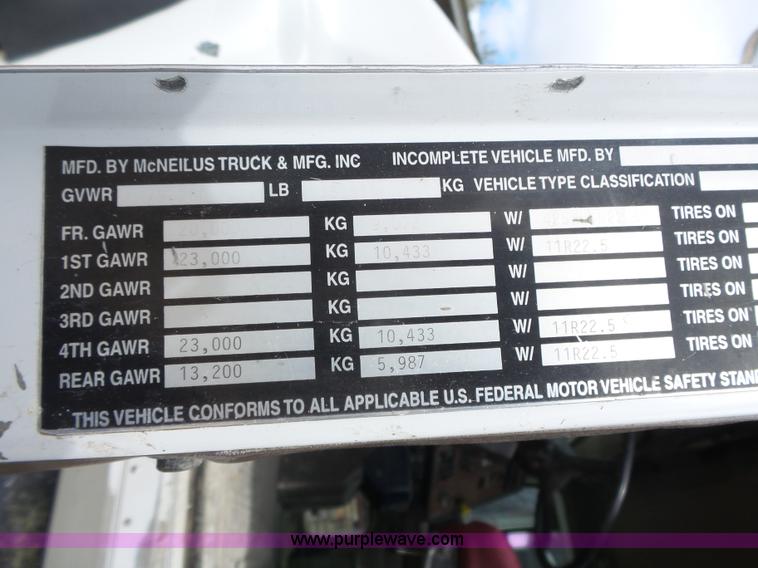 MFD. BY McNEILUS TRUCK & MFG. INC INCOMPLETE VEHICLE MFD. BY
GVWR LB KG VEHICLE TYPE CLASSIFICATION
FR. GAWR KG W/ TIRES ON
1ST GAWR 23,000 KG 10,433 W/ 11R22.5 TIRES ON
2ND GAWR KG W/ TIRES ON
3RD GAWR KG W/ TIRES ON
4TH GAWR 23,000 KG 10,433 W/ 11R22.5 TIRES ON
REAR GAWR 13,200 KG 5,987 W/ 11R22.5
THIS VEHICLE CONFORMS TO ALL APPLICABLE U.S. FEDERAL MOTOR VEHICLE SAFETY STAN
www.purplewave.com